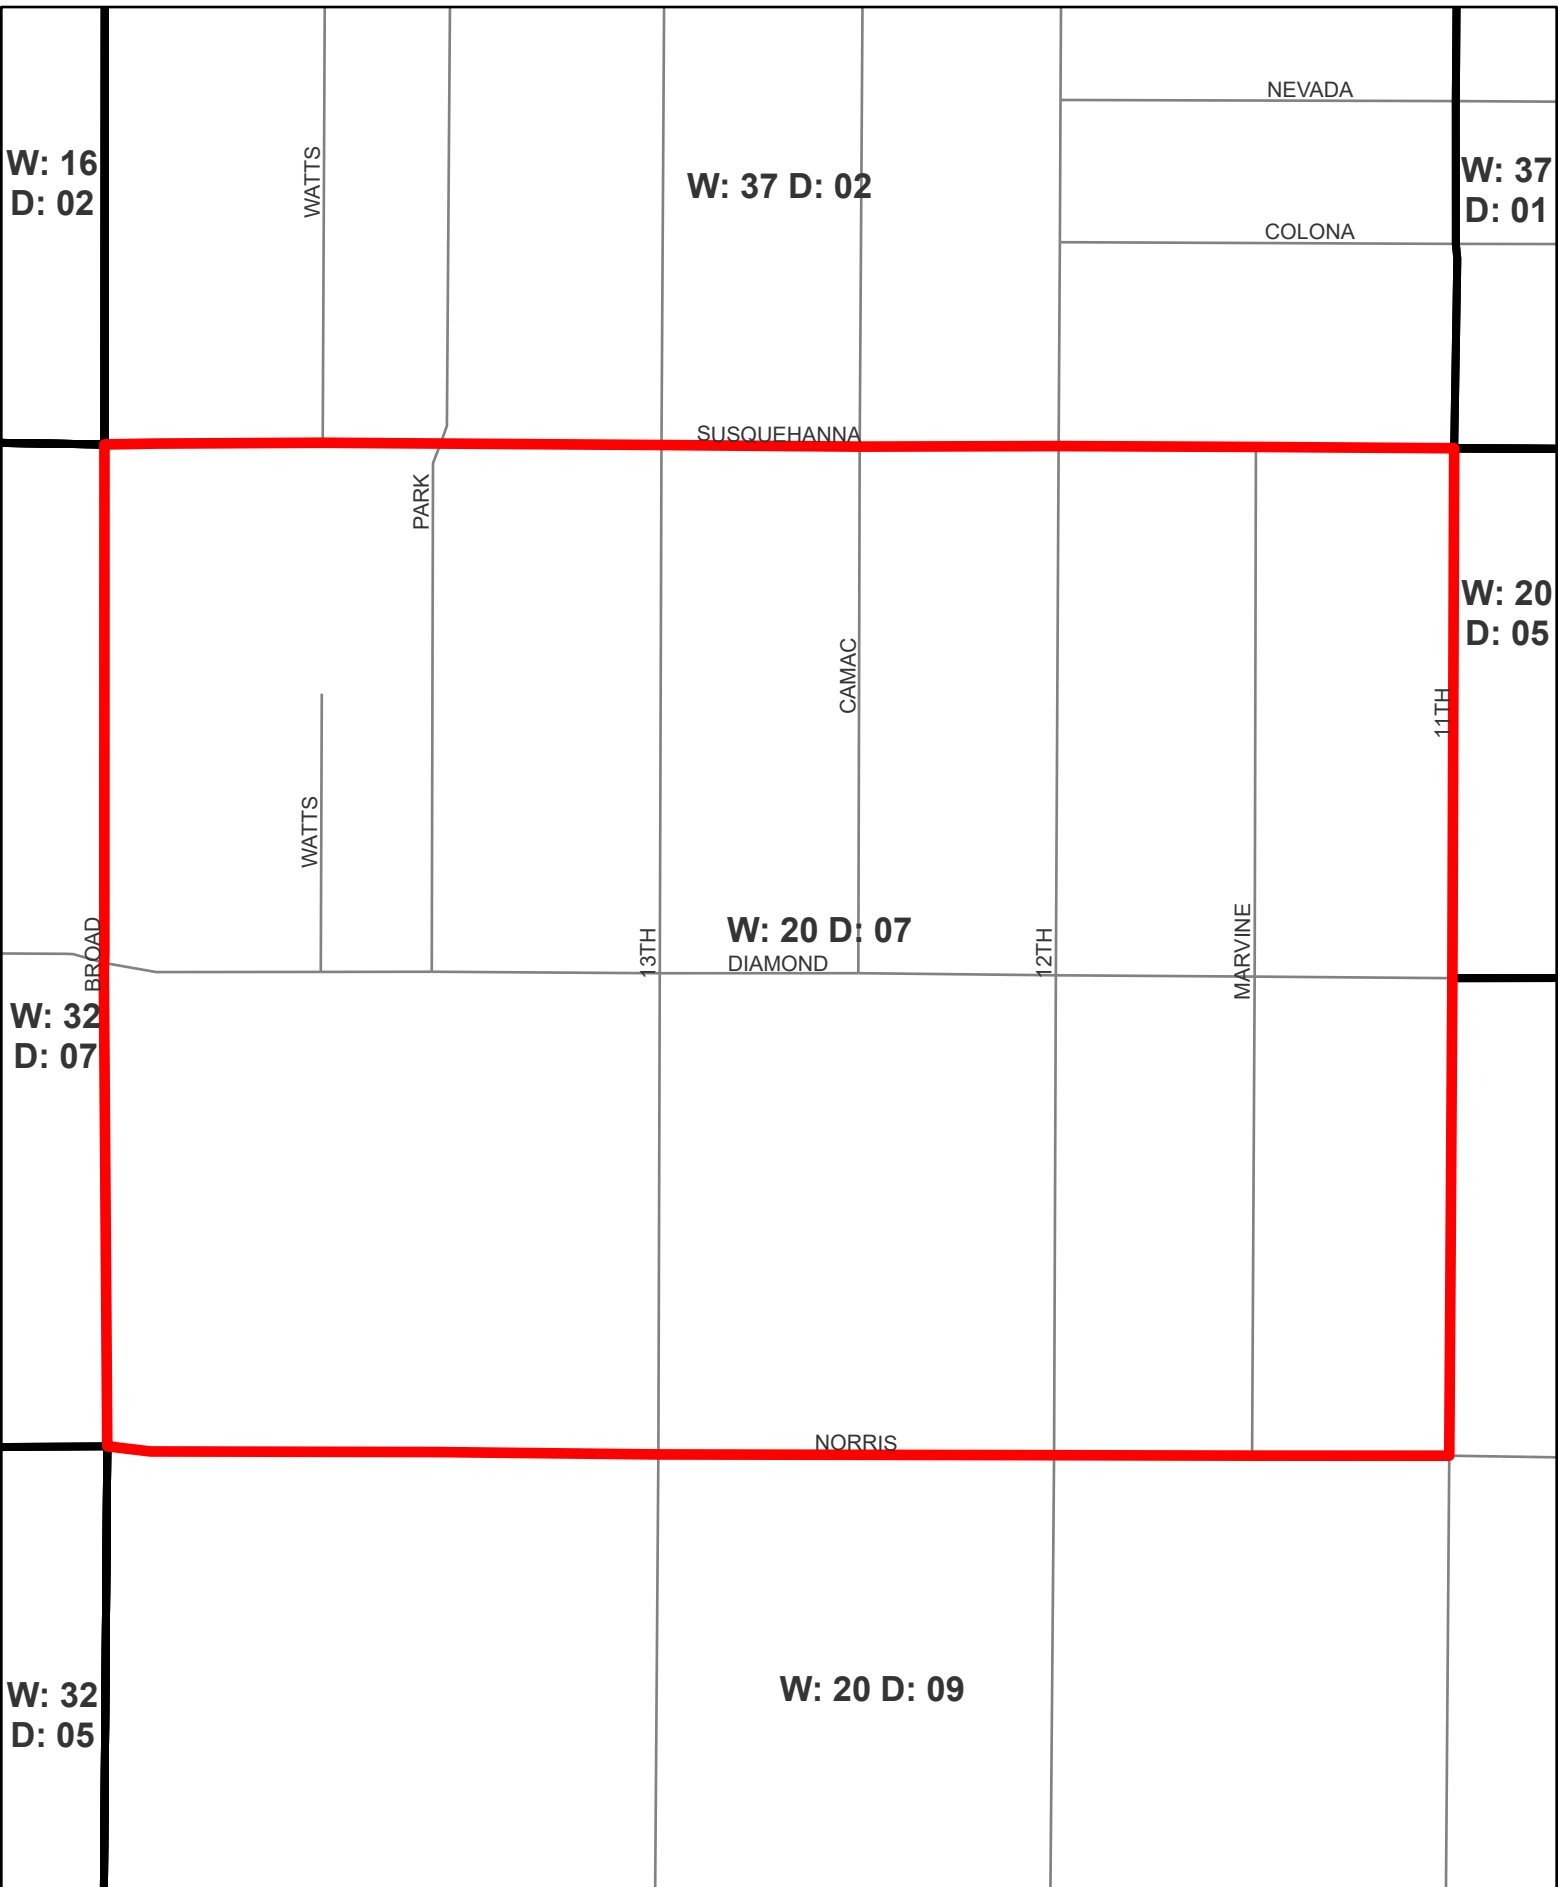 NEVADA
W: 16
D: 02
WATTS
W: 37 D: 02
W: 37
D: 01
COLONA
SUSQUEHANNA
PARK
W: 20
D: 05
CAMAC
11TH
WATTS
BROAD
13TH
W: 20 D: 07
DIAMOND
12TH
MARVINE
W: 32
D: 07
NORRIS
W: 32
D: 05
W: 20 D: 09